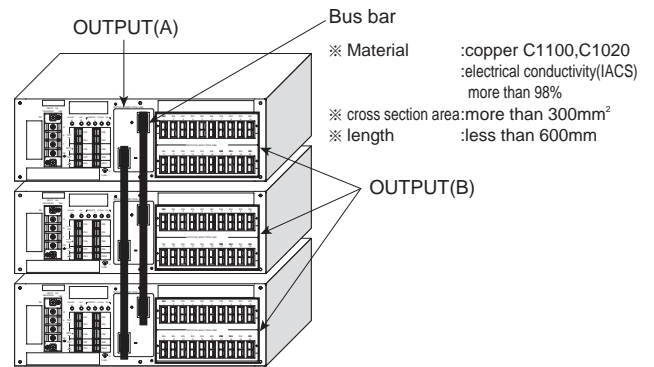 OUTPUT(A)
Bus bar
※ Material :copper C1100,C1020
:electrical conductivity(IACS)
more than 98%
※ cross section area:more than 300mm²
※ length :less than 600mm
OUTPUT(B)